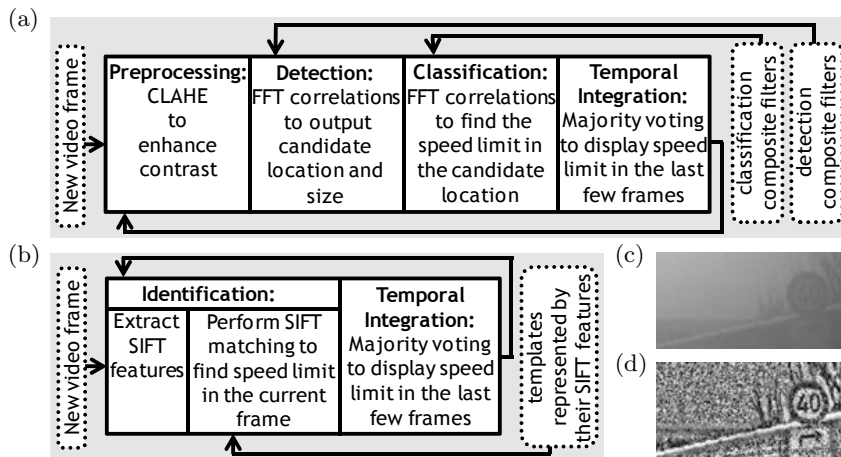 (a)
New video frame
Preprocessing:
CLAHE
to
enhance
contrast
Detection:
FFT correlations
to output
candidate
location and
size
Classification:
FFT correlations
to find the
speed limit in
the candidate
location
Temporal
Integration:
Majority voting
to display speed
limit in the last
few frames
classification
composite filters
detection
composite filters
(b)
New video frame
Identification:
Extract
SIFT
features
Perform SIFT
matching to
find speed limit
in the current
frame
Temporal
Integration:
Majority voting
to display speed
limit in the last
few frames
templates
represented by
their SIFT features
(c)
40
(d)
40